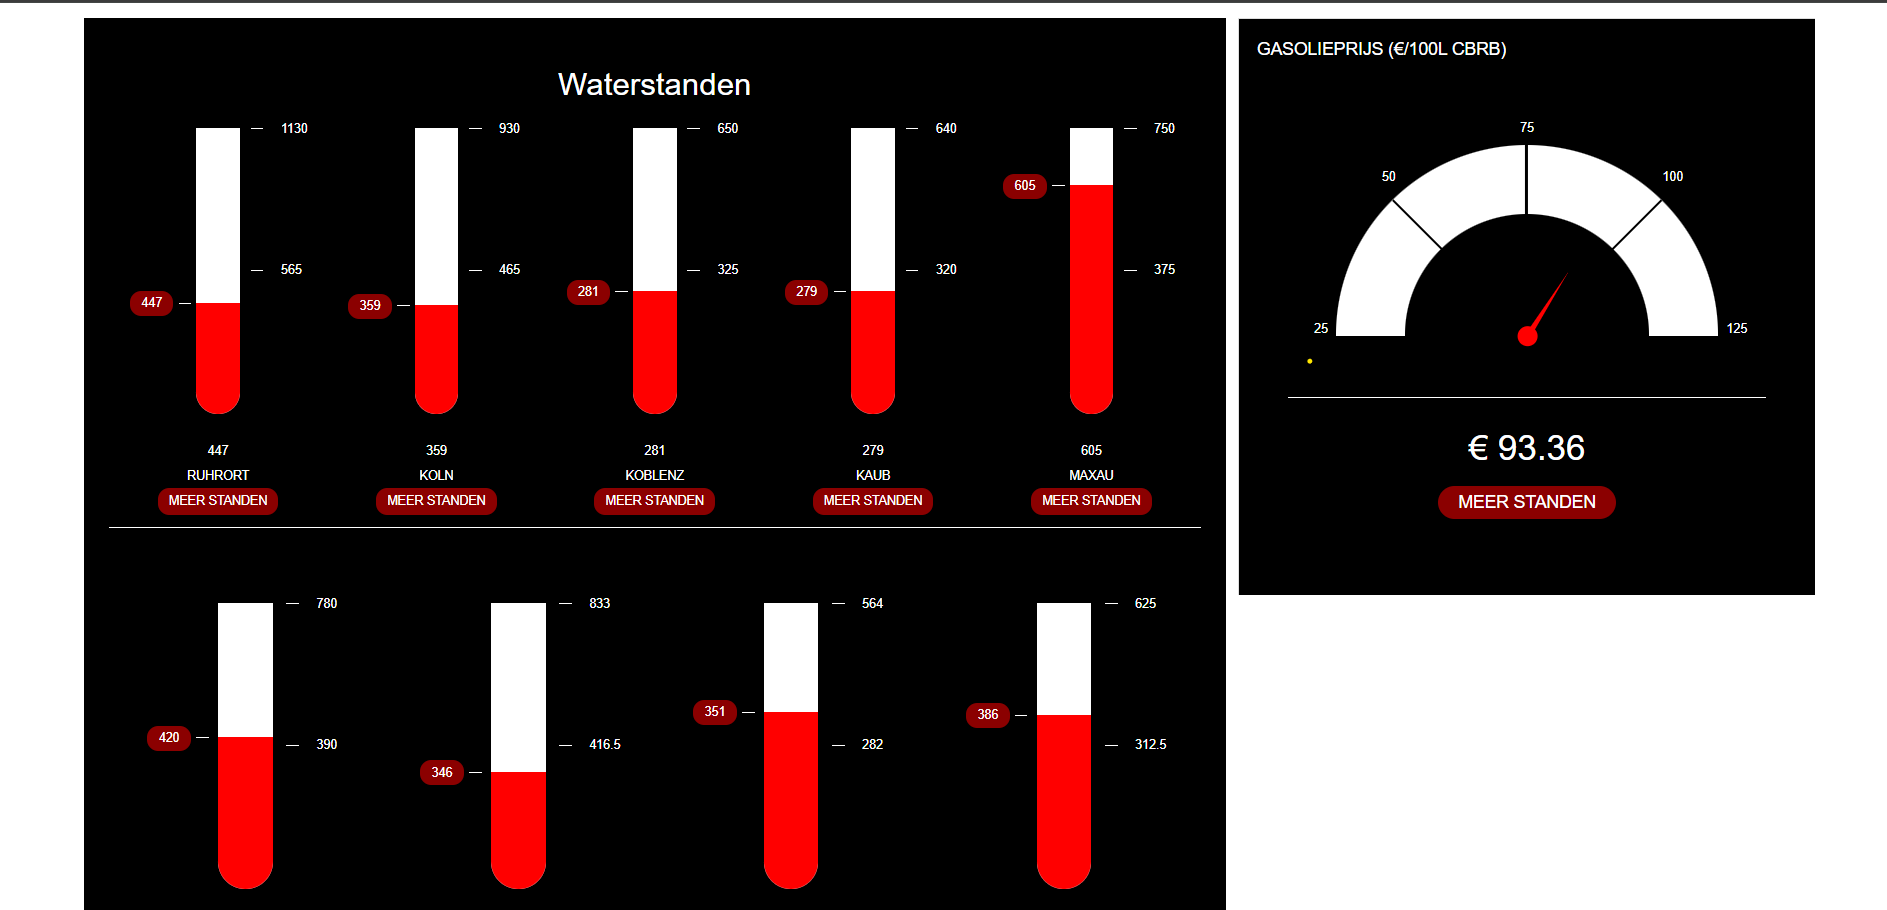 Waterstanden
1130
930
650
640
750
605
565
465
325
320
375
447
359
281
279
447
359
281
279
605
RUHRORT
KOLN
KOBLENZ
KAUB
MAXAU
MEER STANDEN
MEER STANDEN
MEER STANDEN
MEER STANDEN
MEER STANDEN
780
833
564
625
351
386
420
390
416.5
282
312.5
346
GASOLIEPRIJS (€/100L CBRB)
75
50
100
25
125
€ 93.36
MEER STANDEN